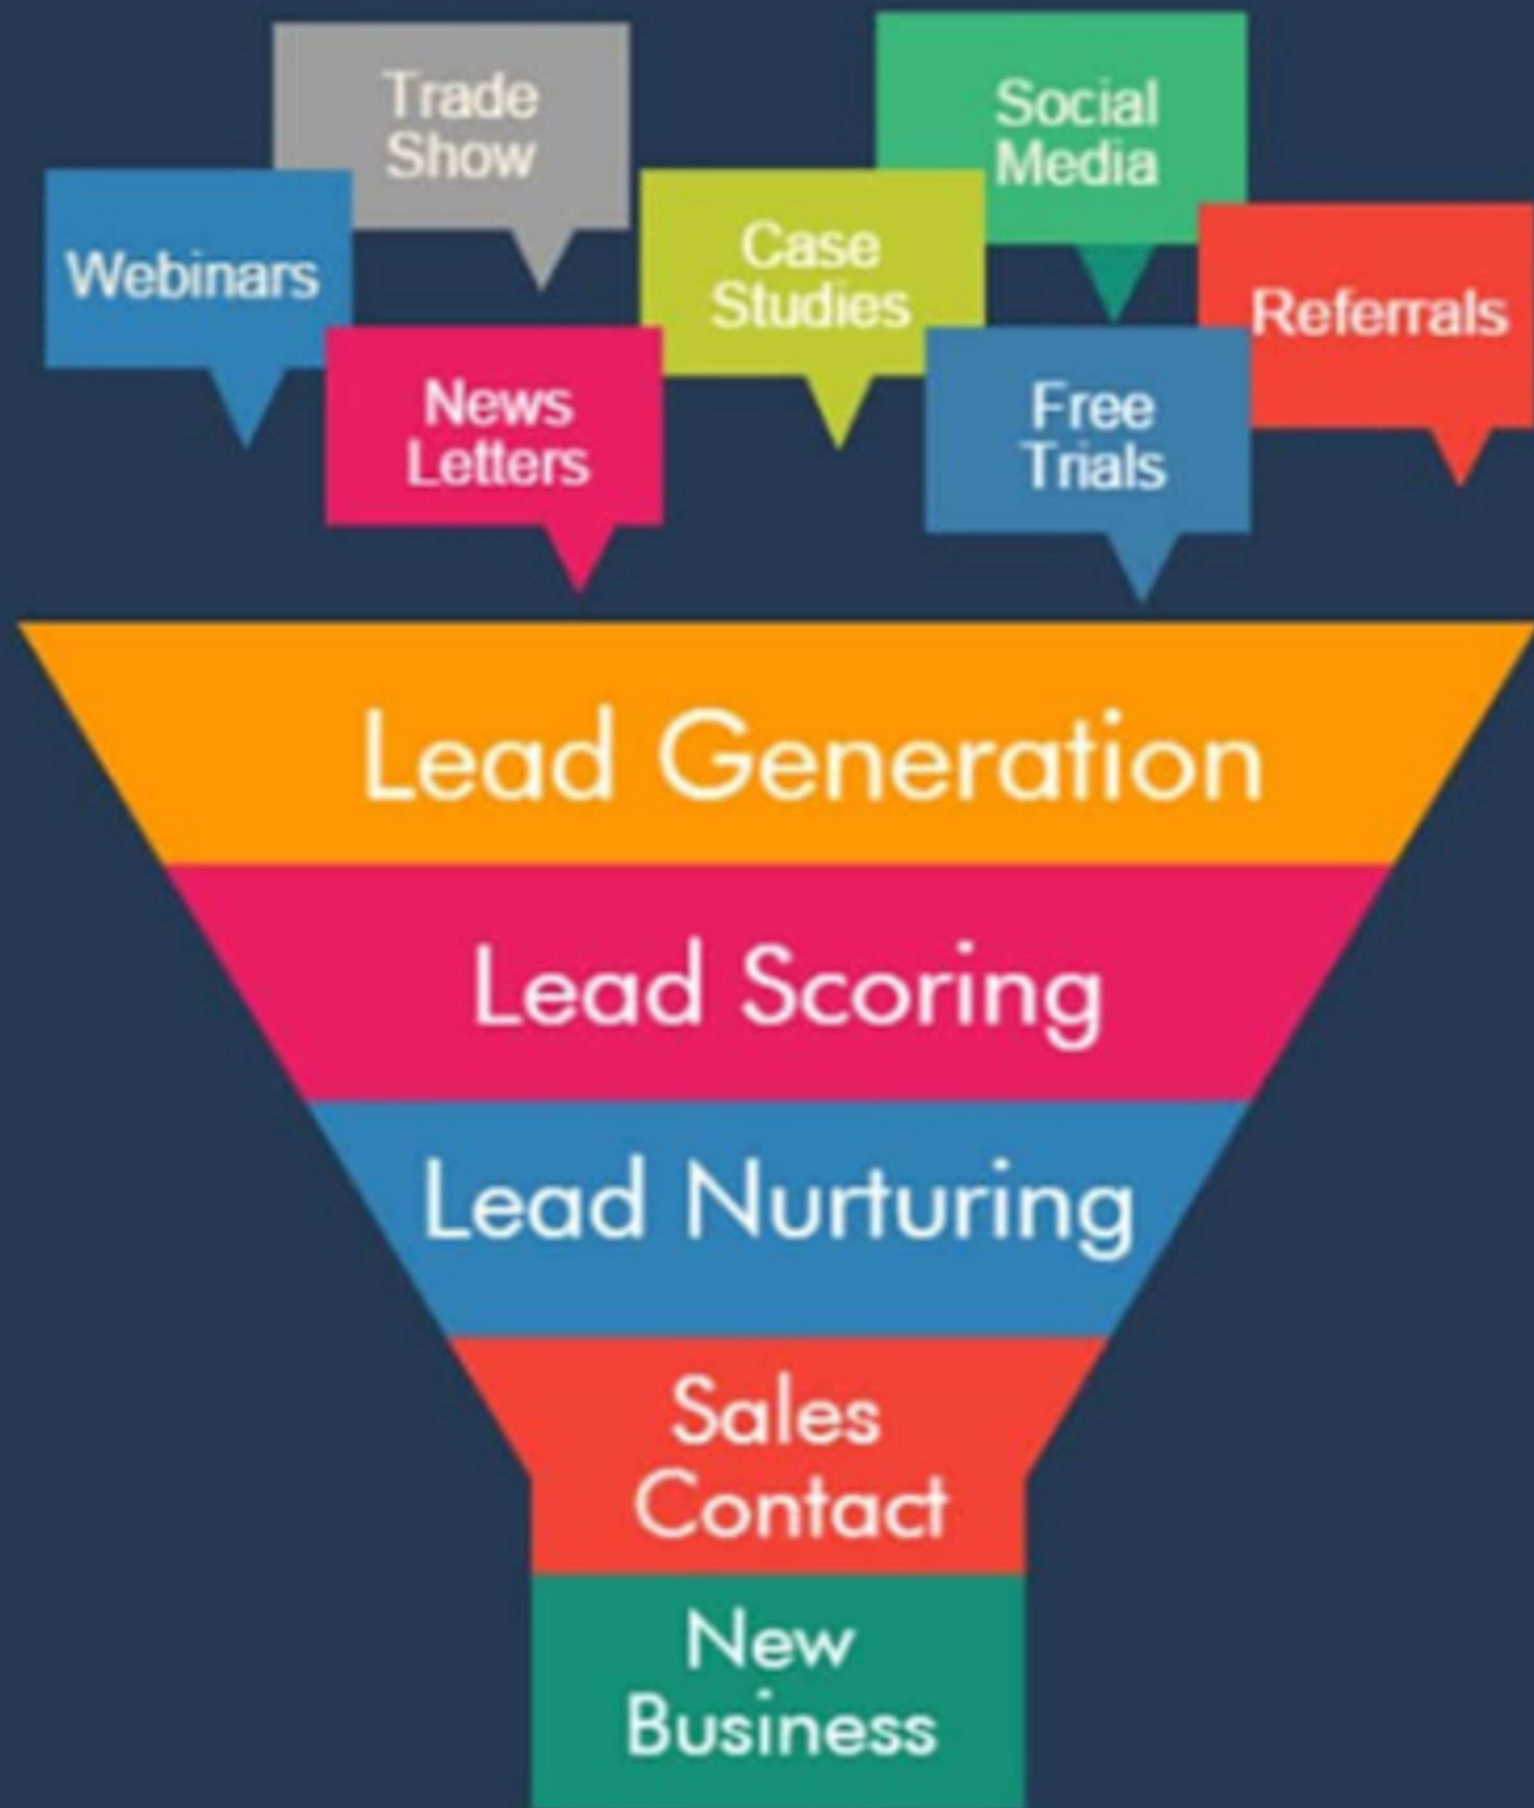 Trade
Show
Social
Media
Webinars
Case
Studies
Referrals
News
Letters
Free
Trials
Lead Generation
Lead Scoring
Lead Nurturing
Sales
Contact
New
Business